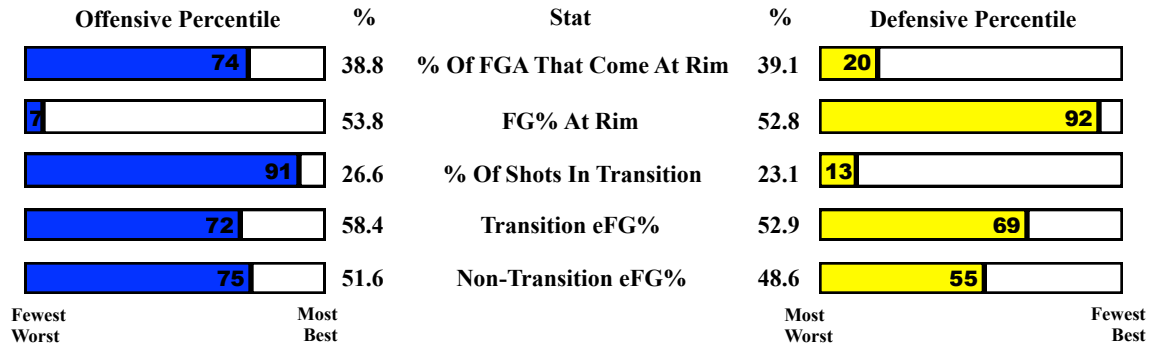 Offensive Percentile % Stat % Defensive Percentile
74 38.8 % Of FGA That Come At Rim 39.1 20
7 53.8 FG% At Rim 52.8 92
91 26.6 % Of Shots In Transition 23.1 13
72 58.4 Transition eFG% 52.9 69
75 51.6 Non-Transition eFG% 48.6 55
Fewest Most Most Fewest
Worst Best Worst Best